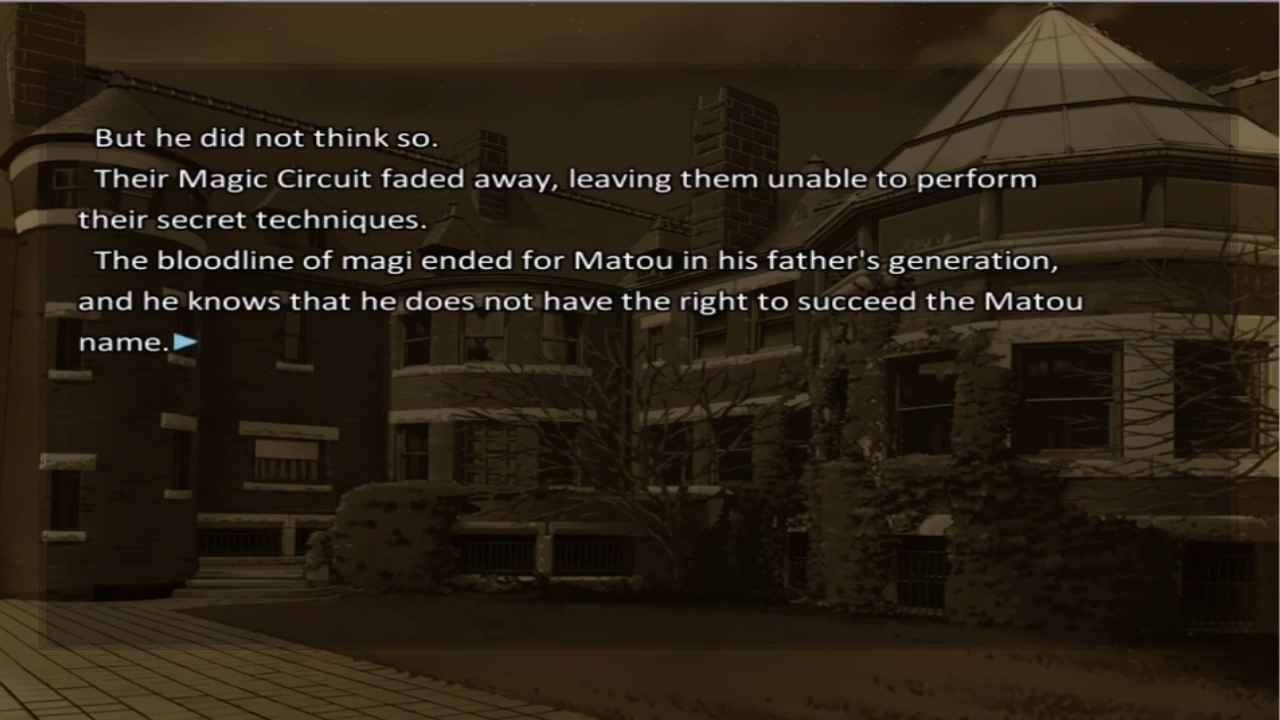 But he did not think so.
Their Magic Circuit faded away, leaving them unable to perform
their secret techniques.
The bloodline of magi ended for Matou in his father's generation,
and he knows that he does not have the right to succeed the Matou
name.